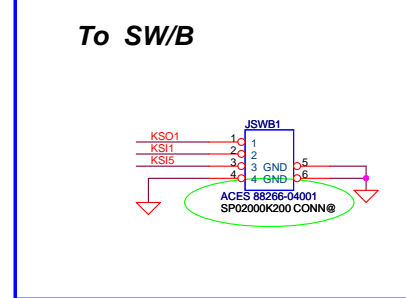 To SW/B
JSWB1
KSO1 1 1
KSI1 2 2
KSI5 3 3 GND 5
4 4 GND 6
ACES 88266-04001
SP02000K200 CONN@